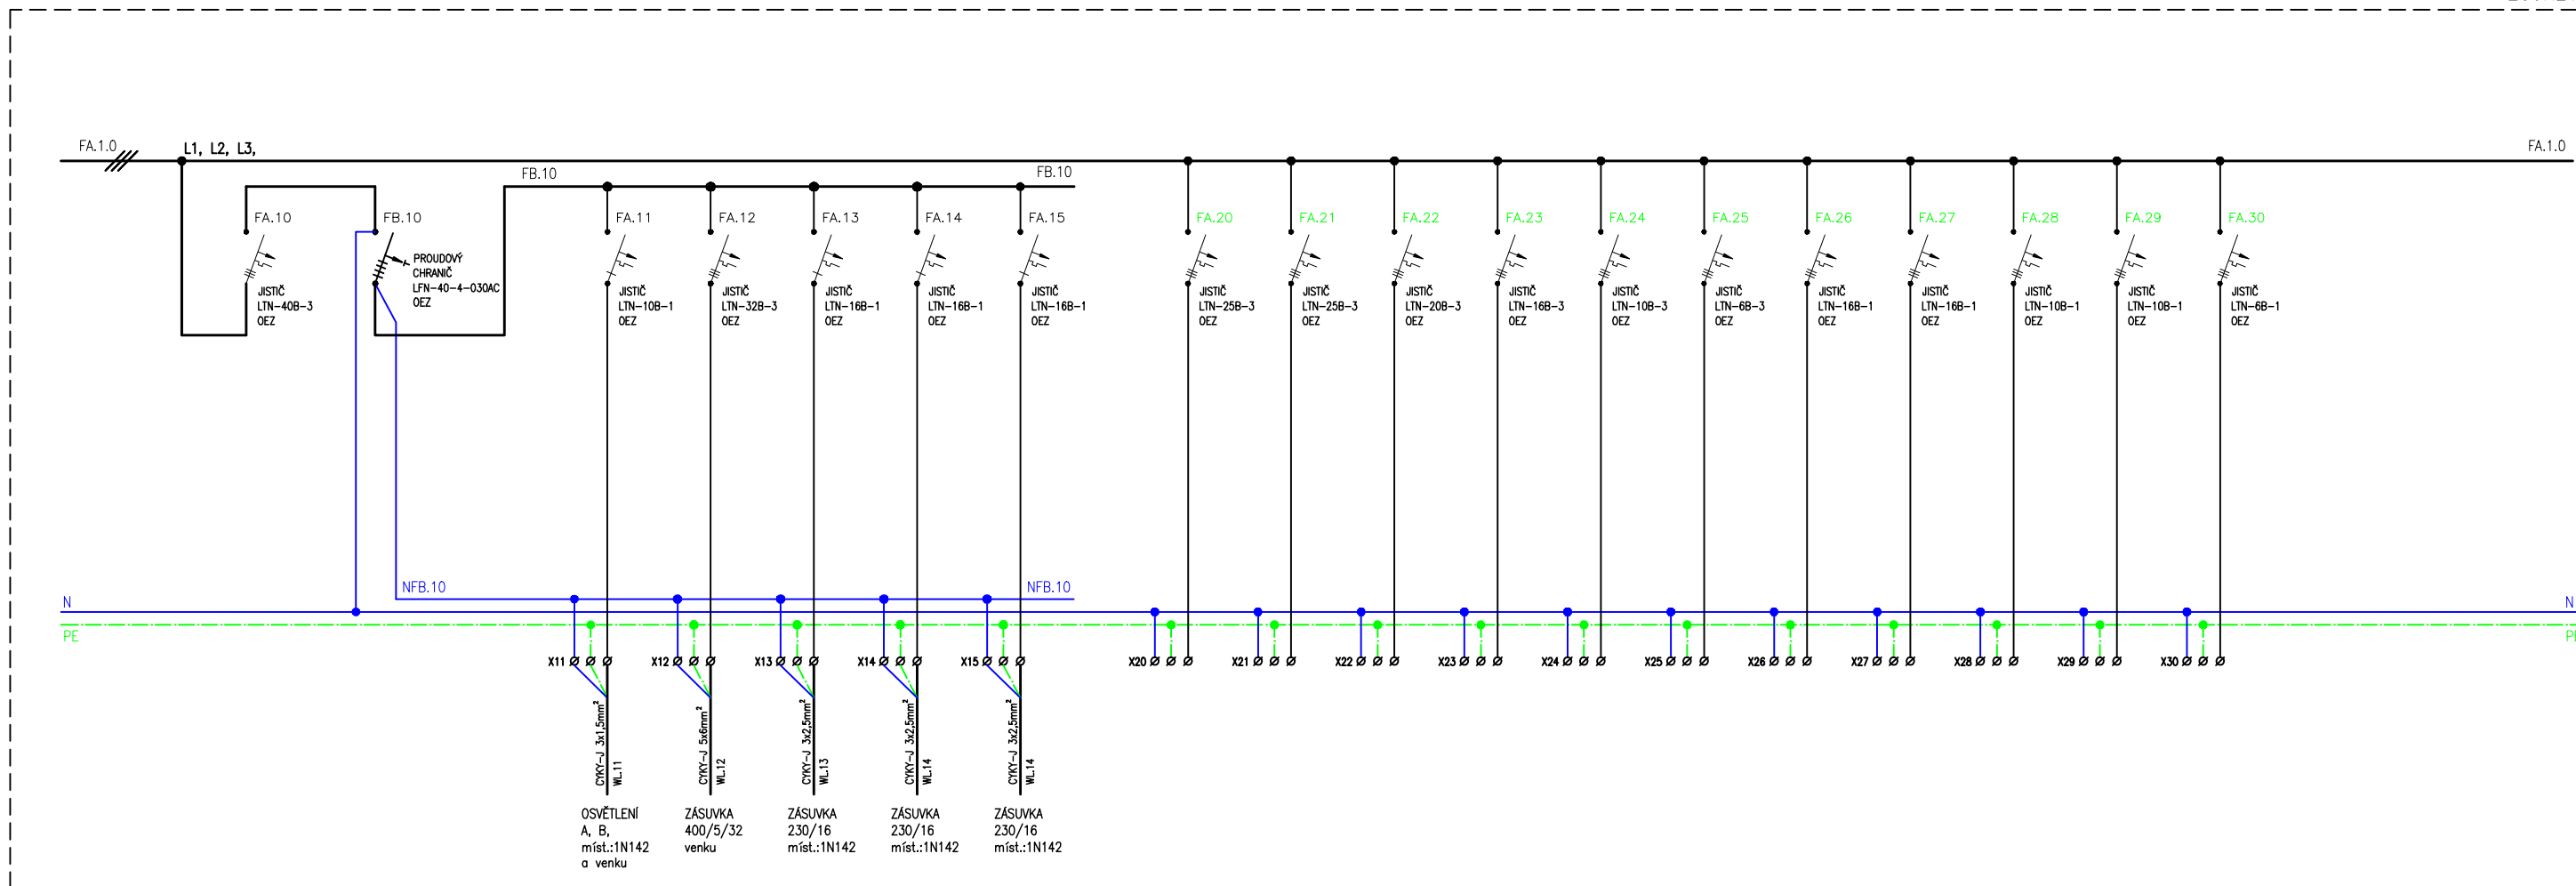 FA.1.0
L1, L2, L3,
FA.1.0
FB.10
FB.10
FA.10
FB.10
FA.11
FA.12
FA.13
FA.14
FA.15
FA.20
FA.21
FA.22
FA.23
FA.24
FA.25
FA.26
FA.27
FA.28
FA.29
FA.30
JISTIČ
LTN-40B-3
OEZ
PROUDOVÝ
CHRANIČ
LFN-40-4-030AC
OEZ
JISTIČ
LTN-10B-1
OEZ
JISTIČ
LTN-32B-3
OEZ
JISTIČ
LTN-16B-1
OEZ
JISTIČ
LTN-16B-1
OEZ
JISTIČ
LTN-16B-1
OEZ
JISTIČ
LTN-25B-3
OEZ
JISTIČ
LTN-25B-3
OEZ
JISTIČ
LTN-20B-3
OEZ
JISTIČ
LTN-16B-3
OEZ
JISTIČ
LTN-10B-3
OEZ
JISTIČ
LTN-6B-3
OEZ
JISTIČ
LTN-16B-1
OEZ
JISTIČ
LTN-16B-1
OEZ
JISTIČ
LTN-10B-1
OEZ
JISTIČ
LTN-10B-1
OEZ
JISTIČ
LTN-6B-1
OEZ
NFB.10
NFB.10
N
N
PE
X11
X12
X13
X14
X15
X20
X21
X22
X23
X24
X25
X26
X27
X28
X29
X30
CYKY-J 3x1,5mm²
WL.11
CYKY-J 5x6mm²
WL.12
CYKY-J 3x2,5mm²
WL.13
CYKY-J 3x2,5mm²
WL.14
CYKY-J 3x2,5mm²
WL.14
OSVĚTLENÍ
A, B,
míst.:1N142
a venku
ZÁSUVKA
400/5/32
venku
ZÁSUVKA
230/16
míst.:1N142
ZÁSUVKA
230/16
míst.:1N142
ZÁSUVKA
230/16
míst.:1N142